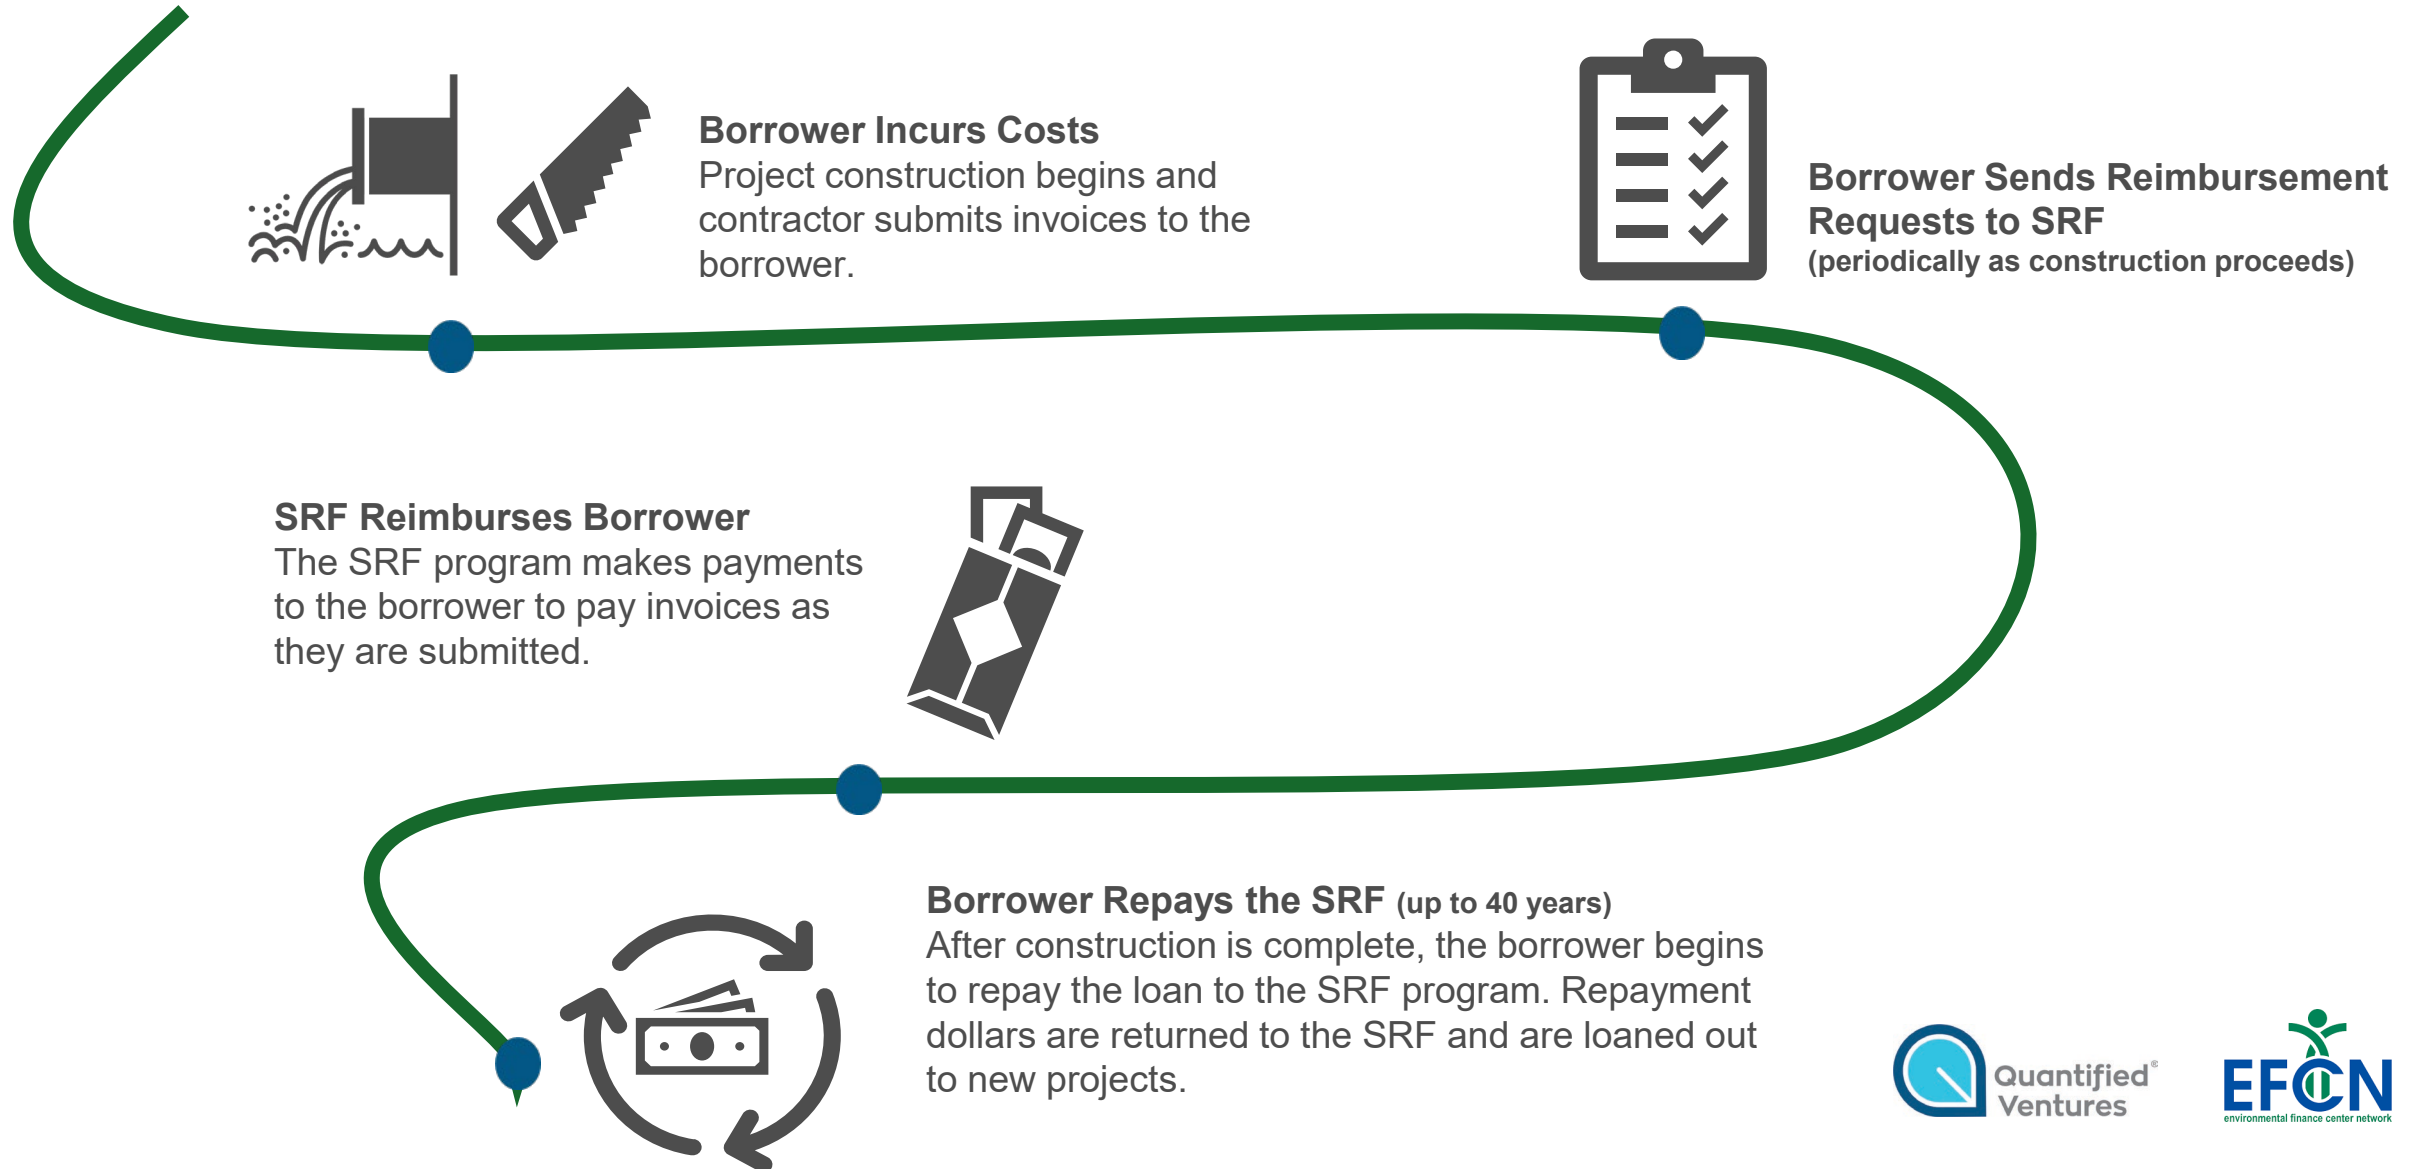 Borrower Incurs Costs
Project construction begins and
contractor submits invoices to the
borrower.
Borrower Sends Reimbursement
Requests to SRF
(periodically as construction proceeds)
SRF Reimburses Borrower
The SRF program makes payments
to the borrower to pay invoices as
they are submitted.
Borrower Repays the SRF (up to 40 years)
After construction is complete, the borrower begins
to repay the loan to the SRF program. Repayment
dollars are returned to the SRF and are loaned out
to new projects.
Quantified®
Ventures
EFCN
environmental finance center network